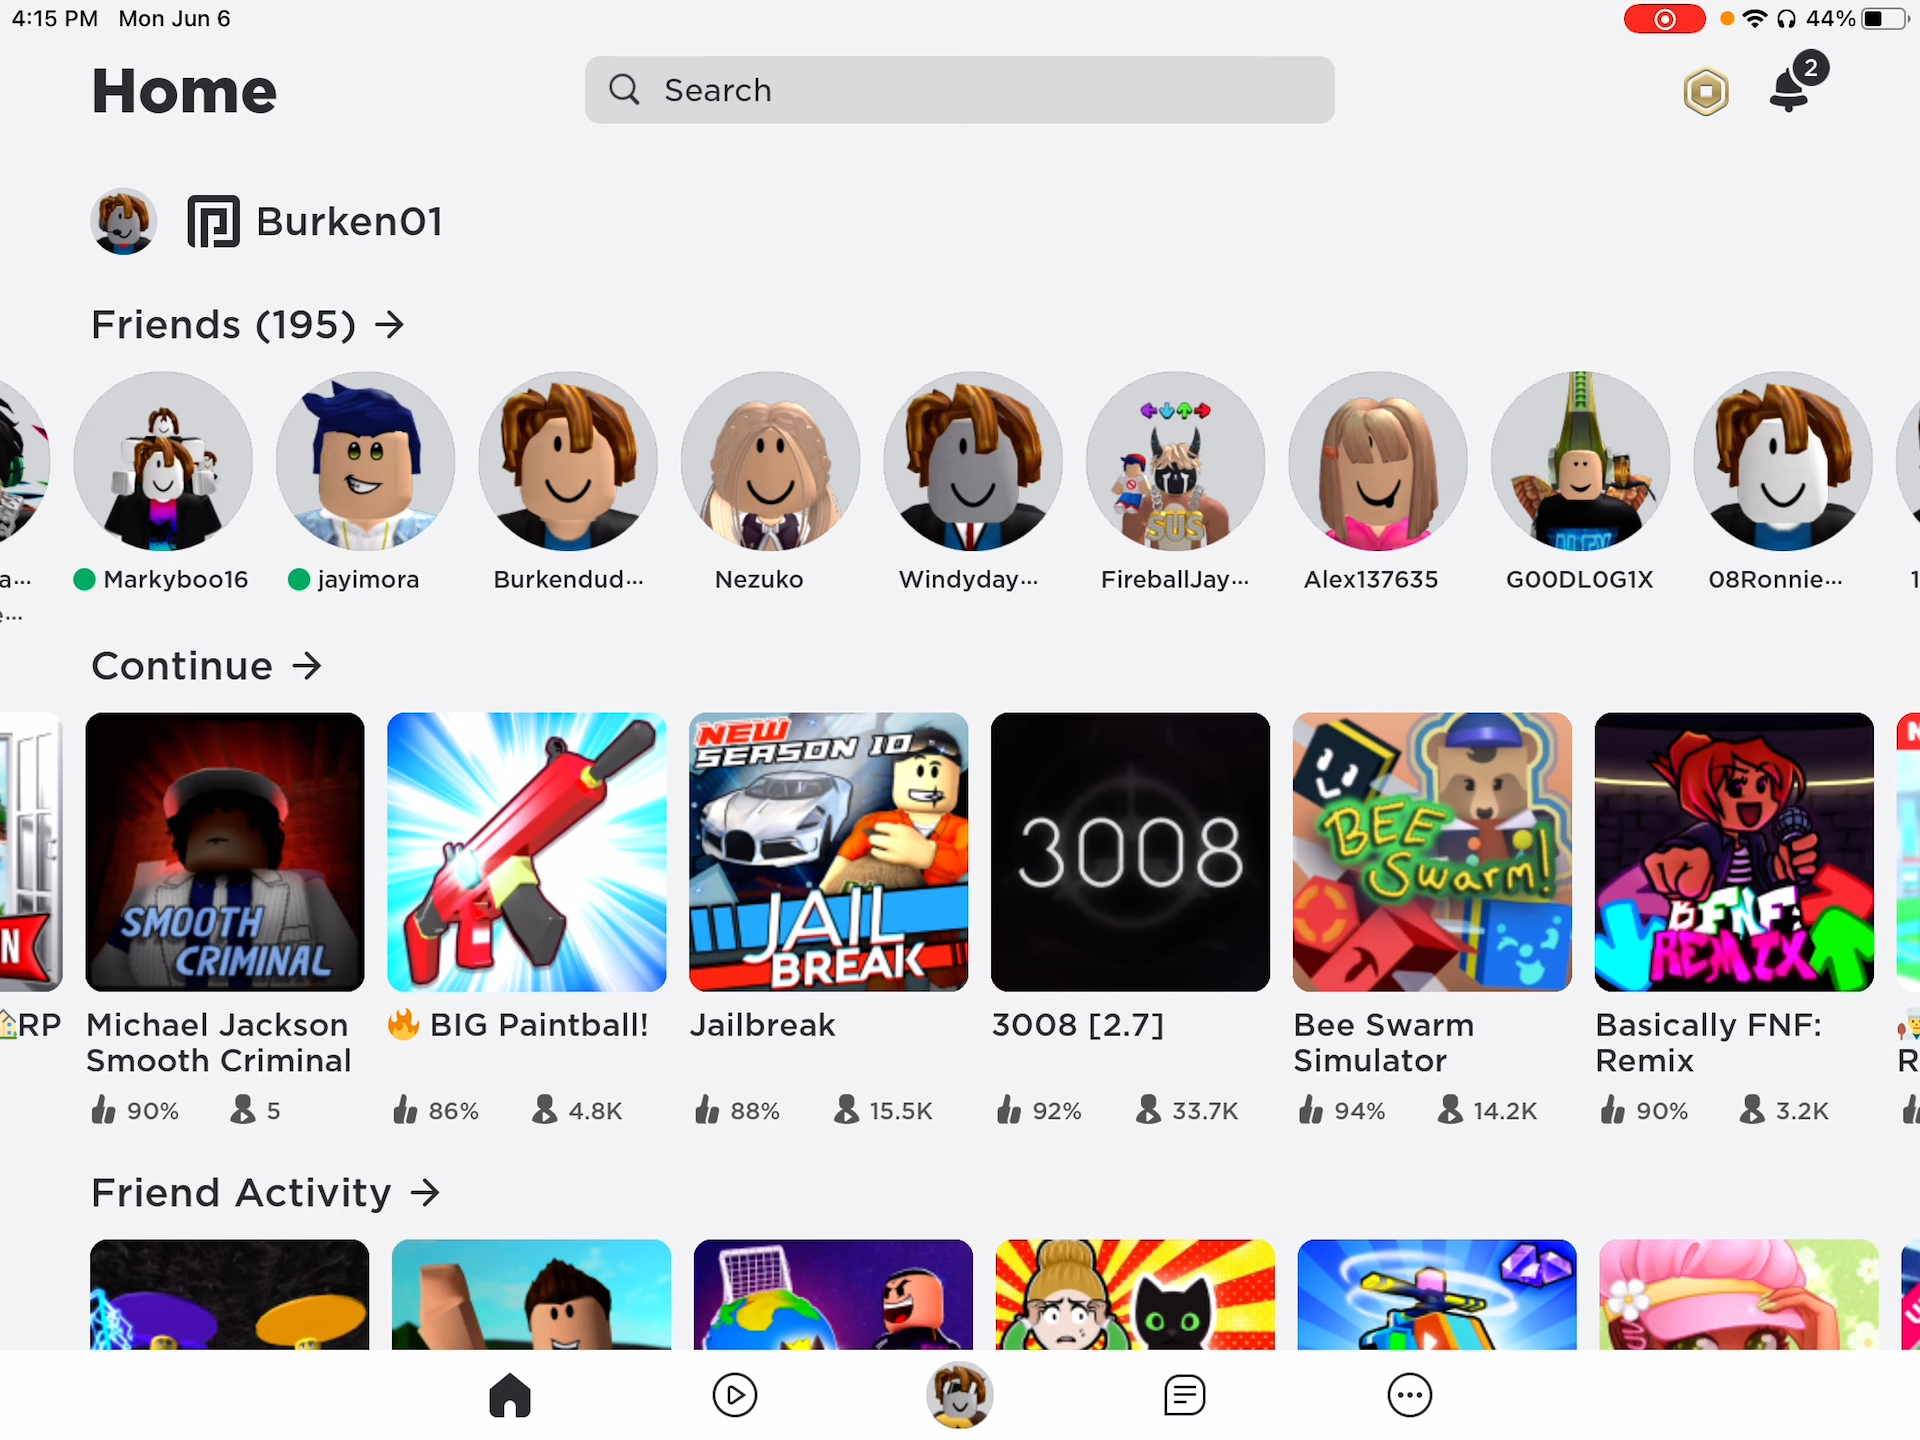 4:15 PM Mon Jun 6
44%
Home
Search
2
Burken01
Friends (195)
a...
e...
Markyboo16
jayimora
Burkendud...
Nezuko
Windyday...
FireballJay...
Alex137635
G00DL0G1X
08Ronnie...
SUS
ALEX
Continue
N
SMOOTH
CRIMINAL
NEW
SEASON 10
JAIL
BREAK
3008
BEE
Swarm!
BFNF:
REMIX
N
RP
Michael Jackson
Smooth Criminal
BIG Paintball!
Jailbreak
3008 [2.7]
Bee Swarm
Simulator
Basically FNF:
Remix
R
90% 5
86% 4.8K
88% 15.5K
92% 33.7K
94% 14.2K
90% 3.2K
Friend Activity